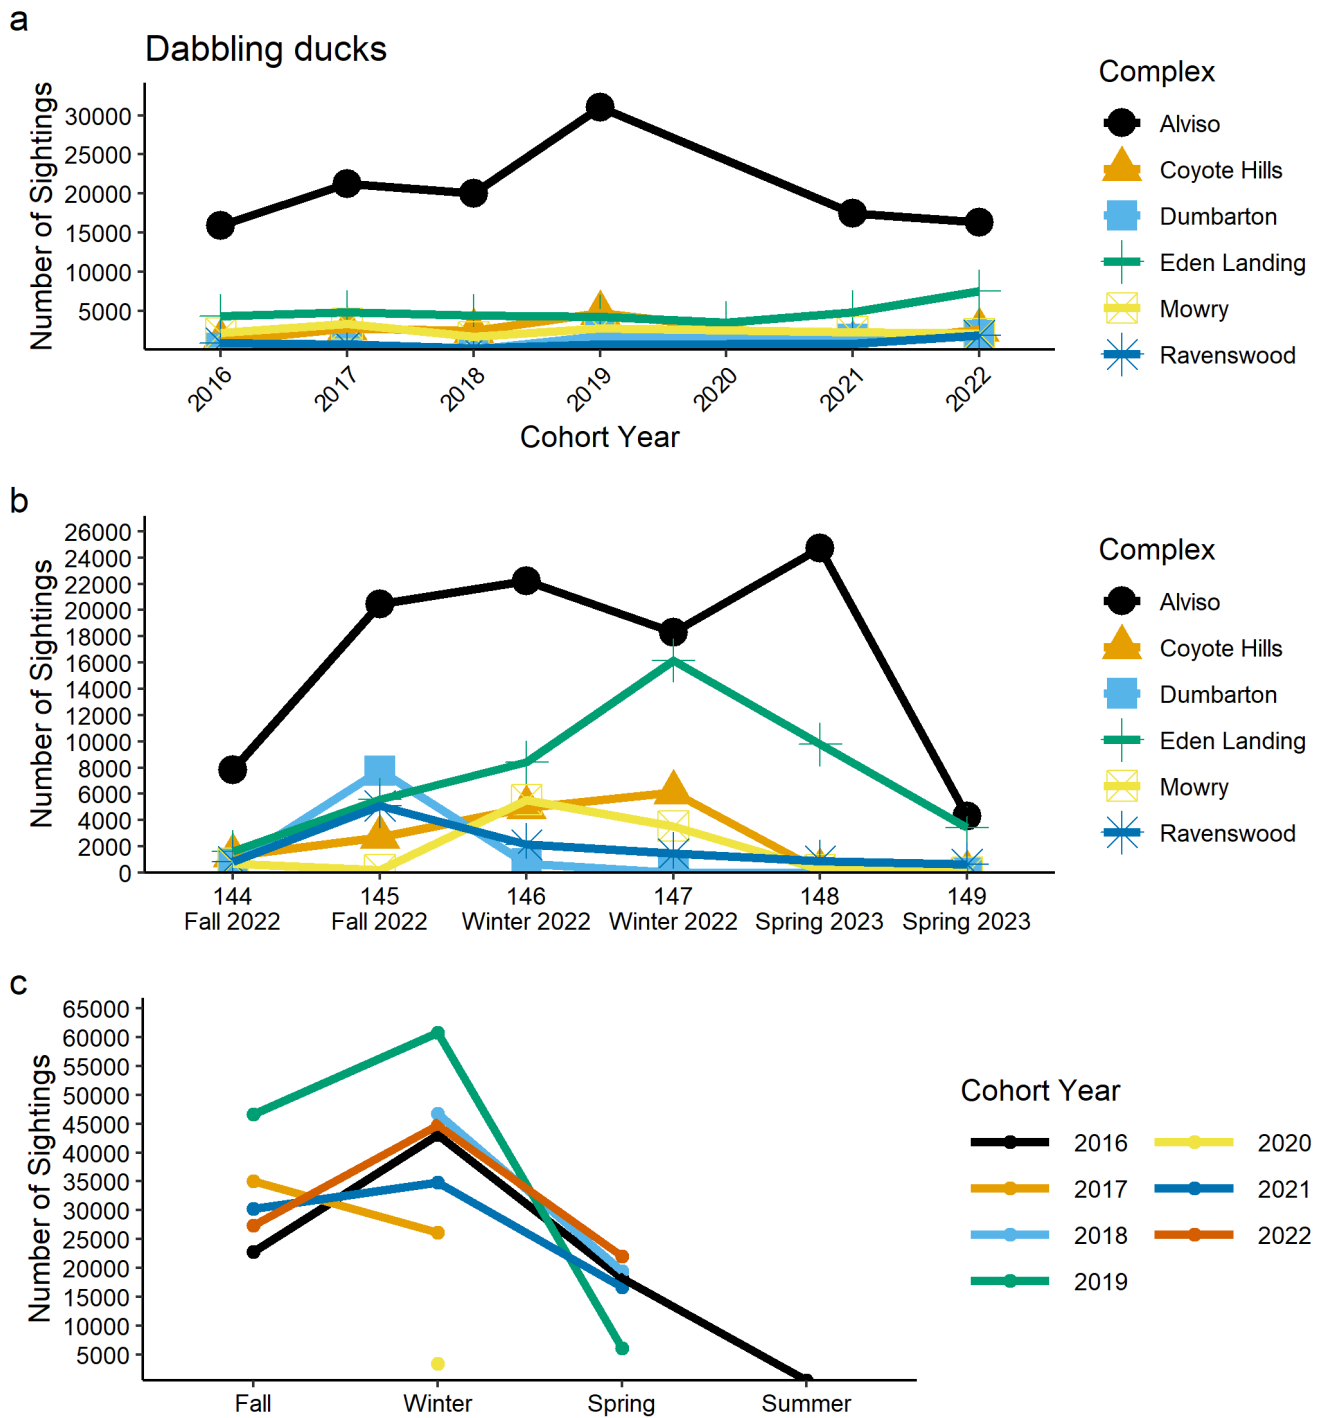 a
Dabbling ducks
Number of Sightings
30000
25000
20000
15000
10000
5000
2016 2017 2018 2019 2020 2021 2022
Cohort Year
Complex
Alviso
Coyote Hills
Dumbarton
Eden Landing
Mowry
Ravenswood
b
Number of Sightings
26000
24000
22000
20000
18000
16000
14000
12000
10000
8000
6000
4000
2000
0
144 145 146 147 148 149
Fall 2022 Fall 2022 Winter 2022 Winter 2022 Spring 2023 Spring 2023
Complex
Alviso
Coyote Hills
Dumbarton
Eden Landing
Mowry
Ravenswood
c
Number of Sightings
65000
60000
55000
50000
45000
40000
35000
30000
25000
20000
15000
10000
5000
Fall Winter Spring Summer
Cohort Year
2016 2020
2017 2021
2018 2022
2019